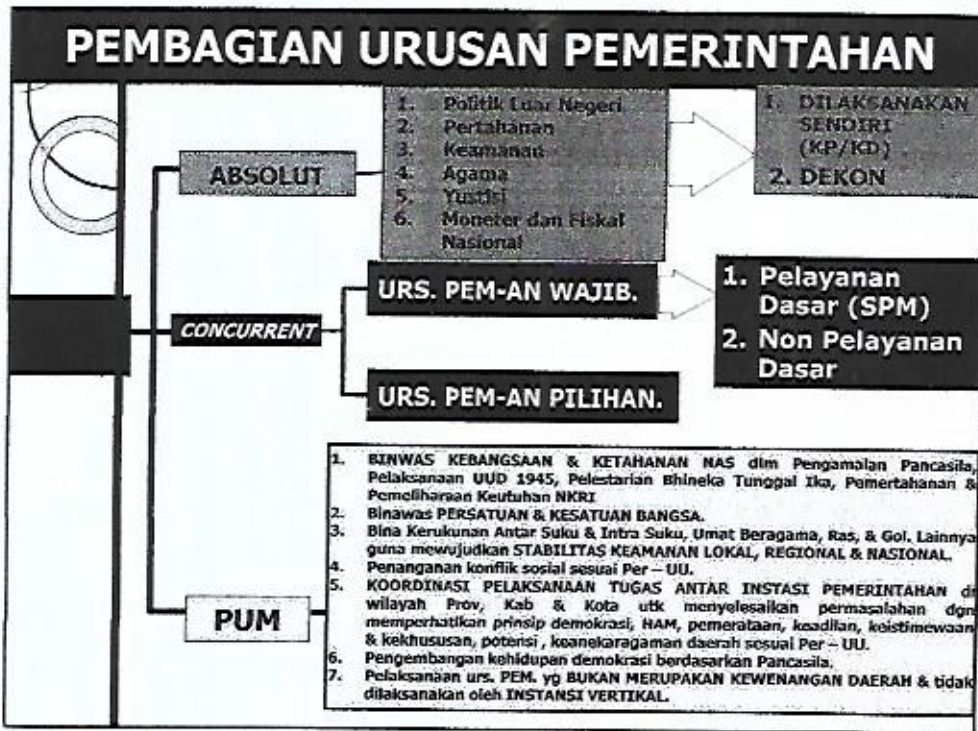 PEMBAGIAN URUSAN PEMERINTAHAN
ABSOLUT
1. Politik Luar Negeri
2. Pertahanan
3. Keamanan
4. Agama
5. Yustisi
6. Moneter dan Fiskal
Nasional
1. DILAKSANAKAN
SENDIRI
(KP/KD)
2. DEKON
CONCURRENT
URS. PEM-AN WAJIB.
1. Pelayanan
Dasar (SPM)
2. Non Pelayanan
Dasar
URS. PEM-AN PILIHAN.
PUM
1. BINWAS KEBANGSAAN & KETAHANAN NAS dlm Pengamalan Pancasila,
Pelaksanaan UUD 1945, Pelestarian Bhineka Tunggal Ika, Pemertahanan &
Pemeliharaan Keutuhan NKRI
2. Binawas PERSATUAN & KESATUAN BANGSA.
3. Bina Kerukunan Antar Suku & Intra Suku, Umat Beragama, Ras, & Gol. Lainnya
guna mewujudkan STABILITAS KEAMANAN LOKAL, REGIONAL & NASIONAL.
4. Penanganan konflik sosial sesuai Per – UU.
5. KOORDINASI PELAKSANAAN TUGAS ANTAR INSTASI PEMERINTAHAN di
wilayah Prov, Kab & Kota utk menyelesaikan permasalahan dgn
memperhatikan prinsip demokrasi, HAM, pemerataan, keadilan, keistimewaan
& kekhususan, potensi , keanekaragaman daerah sesuai Per – UU.
6. Pengembangan kehidupan demokrasi berdasarkan Pancasila.
7. Pelaksanaan urs. PEM. yg BUKAN MERUPAKAN KEWENANGAN DAERAH & tidak
dilaksanakan oleh INSTANSI VERTIKAL.